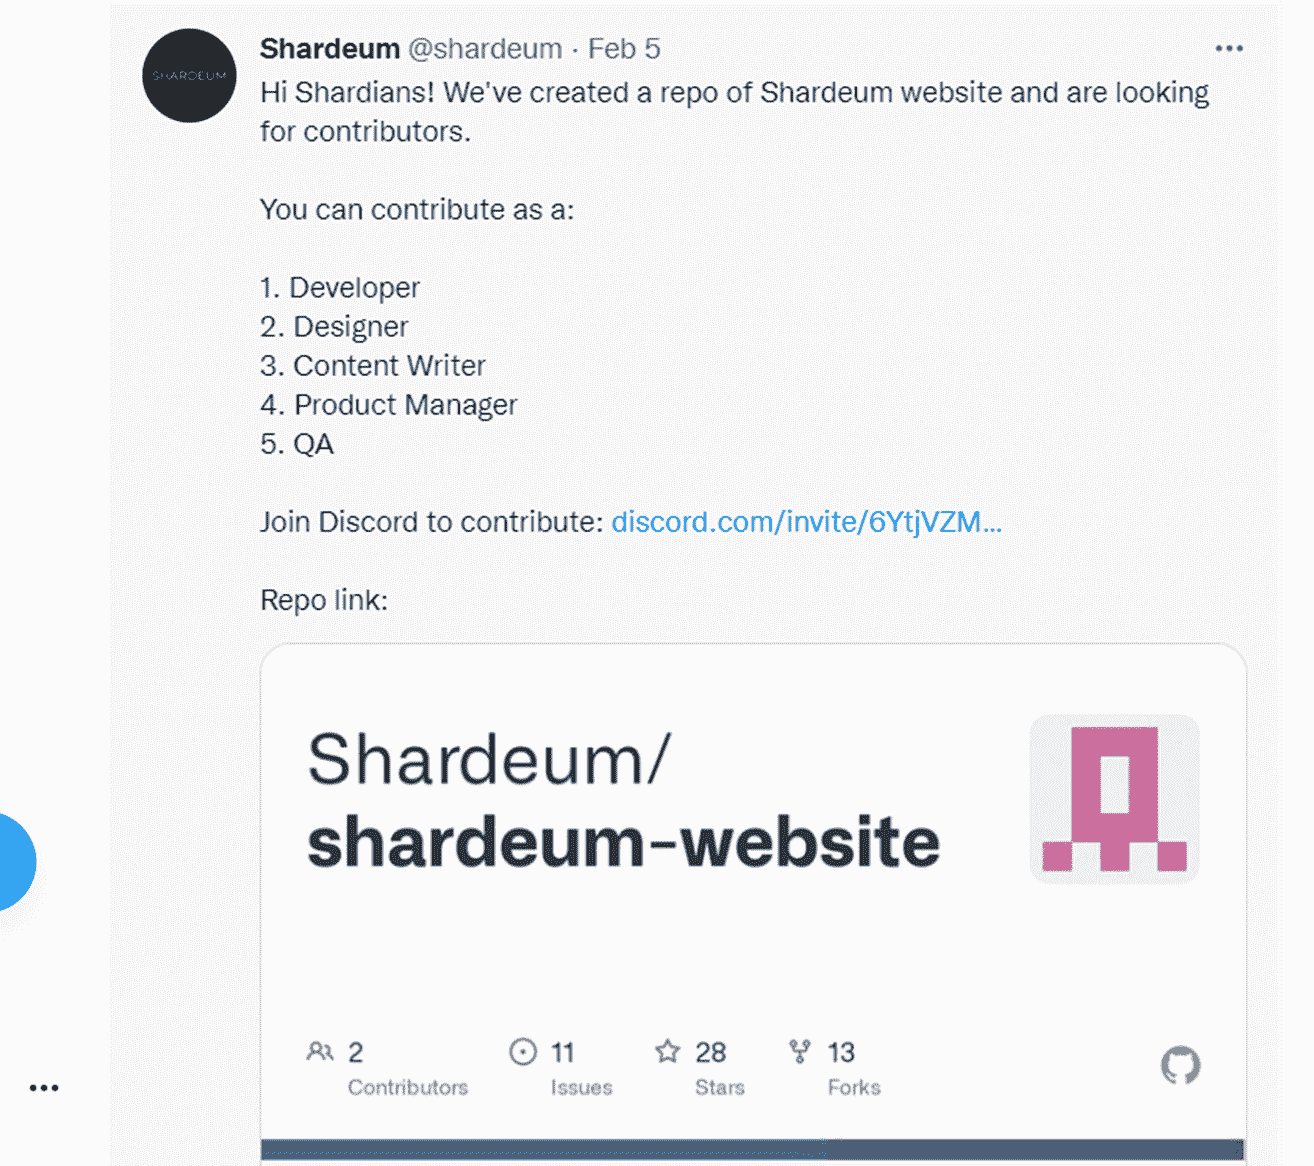 SHARDEUM
Shardeum @shardeum · Feb 5
Hi Shardians! We've created a repo of Shardeum website and are looking
for contributors.
You can contribute as a:
1. Developer
2. Designer
3. Content Writer
4. Product Manager
5. QA
Join Discord to contribute: discord.com/invite/6YtjVZM...
Repo link:
Shardeum/
shardeum-website
2 11 28 13
Contributors Issues Stars Forks